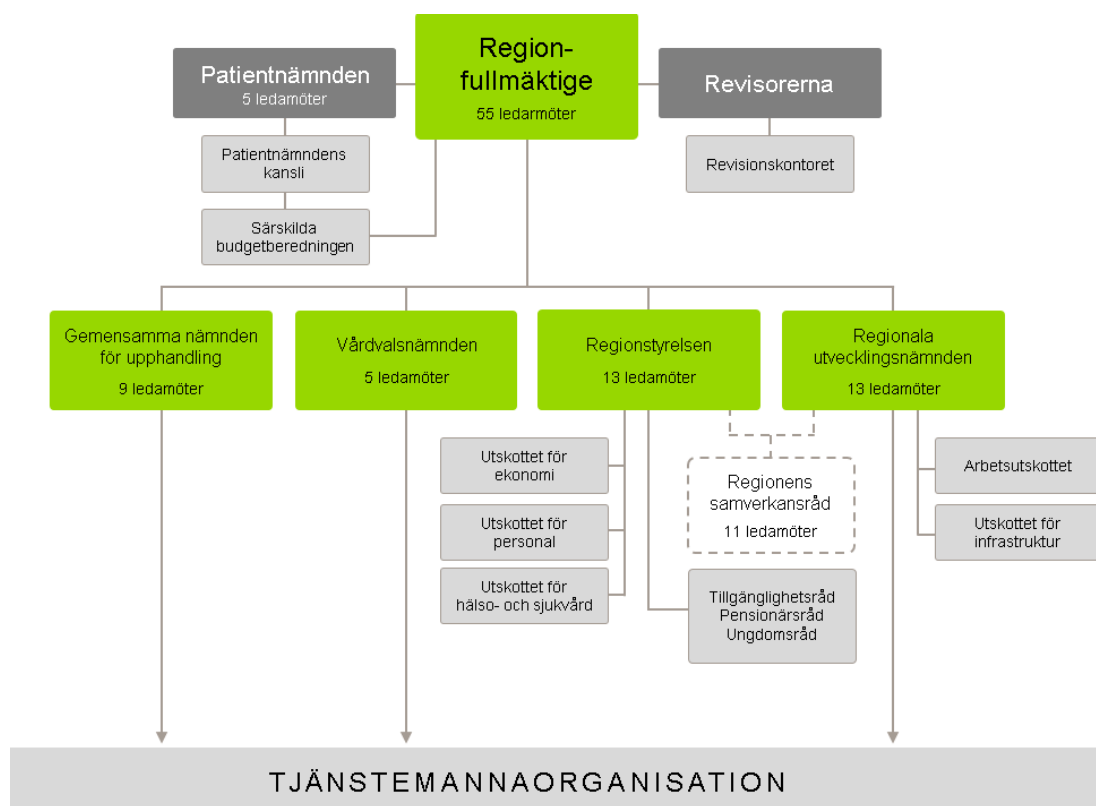 Region-
fullmäktige
55 ledarmöter
Patientnämnden
5 ledamöter
Revisorerna
Patientnämndens
kansli
Revisionskontoret
Särskilda
budgetberedningen
Gemensamma nämnden
för upphandling
9 ledamöter
Vårdvalsnämnden
5 ledamöter
Regionstyrelsen
13 ledamöter
Regionala
utvecklingsnämnden
13 ledamöter
Utskottet för
ekonomi
Utskottet för
personal
Utskottet för
hälso- och sjukvård
Regionens
samverkansråd
11 ledamöter
Tillgänglighetsråd
Pensionärsråd
Ungdomsråd
Arbetsutskottet
Utskottet för
infrastruktur
TJÄNSTEMANNAORGANISATION